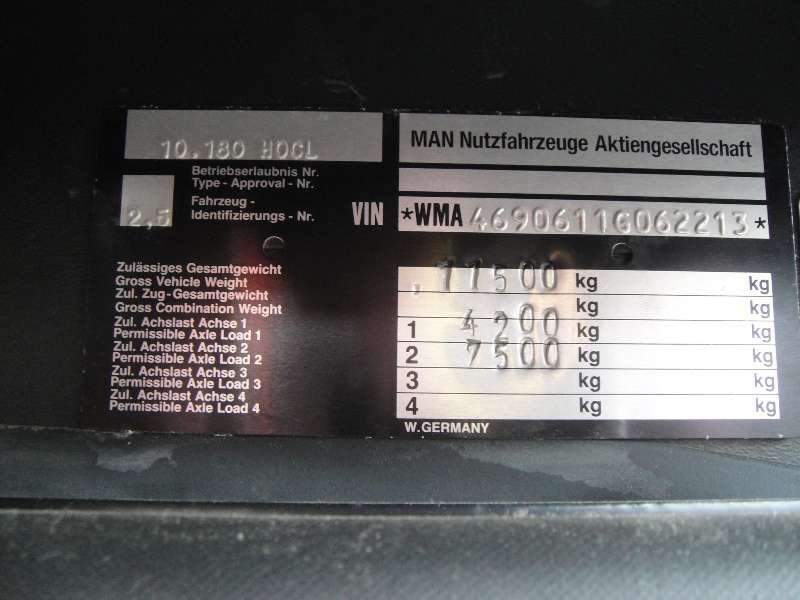 10.180 HOCL
MAN Nutzfahrzeuge Aktiengesellschaft
Betriebserlaubnis Nr.
Type - Approval - Nr.
2,5
Fahrzeug -
Identifizierungs - Nr.
VIN
*WMA4690611G062213*
Zulässiges Gesamtgewicht
Gross Vehicle Weight
11500 kg kg
Zul. Zug-Gesamtgewicht
Gross Combination Weight
kg kg
Zul. Achslast Achse 1
Permissible Axle Load 1
1 4200 kg kg
Zul. Achslast Achse 2
Permissible Axle Load 2
2 7500 kg kg
Zul. Achslast Achse 3
Permissible Axle Load 3
3 kg kg
Zul. Achslast Achse 4
Permissible Axle Load 4
4 kg kg
W.GERMANY